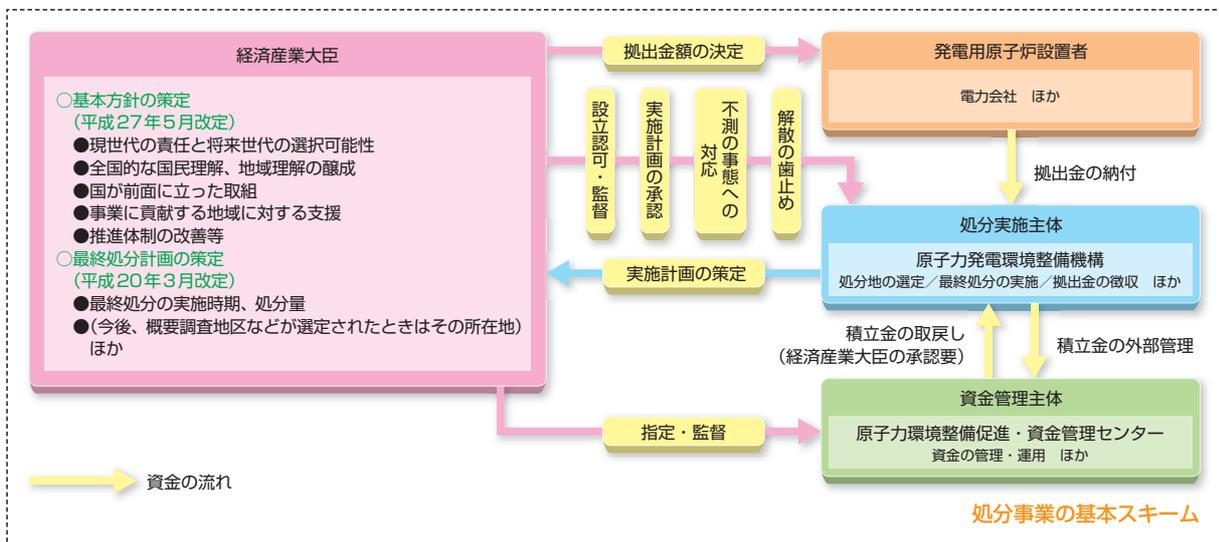 経済産業大臣
○基本方針の策定
(平成27年5月改定)
●現世代の責任と将来世代の選択可能性
●全国的な国民理解、地域理解の醸成
●国が前面に立った取組
●事業に貢献する地域に対する支援
●推進体制の改善等
○最終処分計画の策定
(平成20年3月改定)
●最終処分の実施時期、処分量
●(今後、概要調査地区などが選定されたときはその所在地)
ほか
拠出金額の決定
設立認可・監督
実施計画の承認
不測の事態への
対応
解散の歯止め
実施計画の策定
指定・監督
発電用原子炉設置者
電力会社　ほか
拠出金の納付
処分実施主体
原子力発電環境整備機構
処分地の選定／最終処分の実施／拠出金の徴収　ほか
積立金の取戻し
(経済産業大臣の承認要)
積立金の外部管理
資金管理主体
原子力環境整備促進・資金管理センター
資金の管理・運用　ほか
資金の流れ
処分事業の基本スキーム